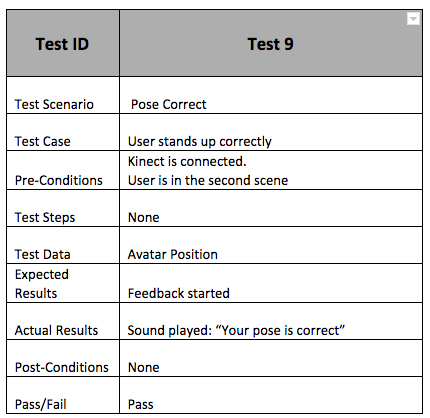 Test ID Test 9
Test Scenario Pose Correct
Test Case User stands up correctly
Kinect is connected.
Pre-Conditions User is in the second scene
Test Steps None
Test Data Avatar Position
Expected
Results Feedback started
Actual Results Sound played: “Your pose is correct”
Post-Conditions None
Pass/Fail Pass